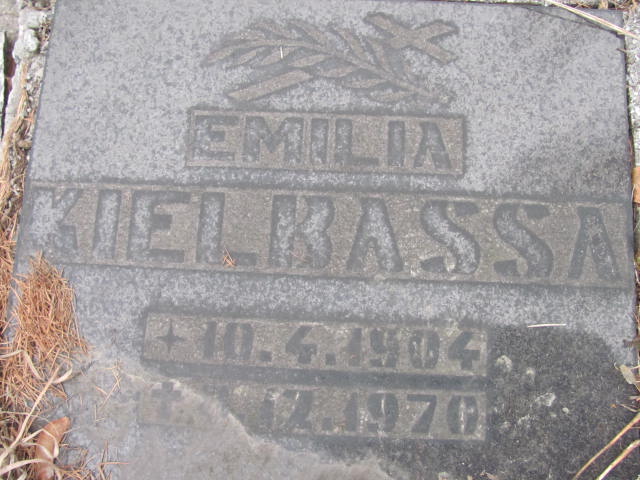 EMILIA
KIELBASSA
✦ 10.4.1904
12.1970